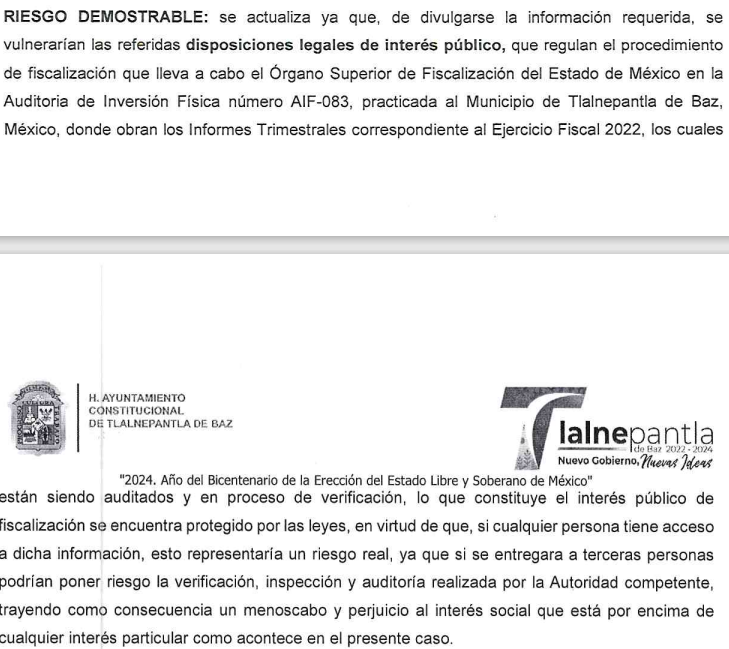 RIESGO DEMOSTRABLE: se actualiza ya que, de divulgarse la información requerida, se
vulnerarían las referidas disposiciones legales de interés público, que regulan el procedimiento
de fiscalización que lleva a cabo el Órgano Superior de Fiscalización del Estado de México en la
Auditoria de Inversión Física número AIF-083, practicada al Municipio de Tlalnepantla de Baz,
México, donde obran los Informes Trimestrales correspondiente al Ejercicio Fiscal 2022, los cuales
H. AYUNTAMIENTO
CONSTITUCIONAL
DE TLALNEPANTLA DE BAZ
Tlalnepantla
de Baz 2022 - 2024
Nuevo Gobierno, Nuevas Ideas
"2024. Año del Bicentenario de la Erección del Estado Libre y Soberano de México"
están siendo auditados y en proceso de verificación, lo que constituye el interés público de
fiscalización se encuentra protegido por las leyes, en virtud de que, si cualquier persona tiene acceso
a dicha información, esto representaría un riesgo real, ya que si se entregara a terceras personas
podrían poner riesgo la verificación, inspección y auditoría realizada por la Autoridad competente,
trayendo como consecuencia un menoscabo y perjuicio al interés social que está por encima de
cualquier interés particular como acontece en el presente caso.